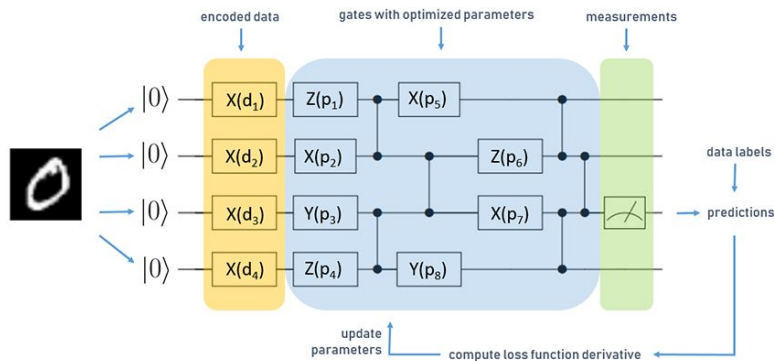 encoded data
gates with optimized parameters
measurements
|0⟩ X(d₁) Z(p₁) X(p₅)
|0⟩ X(d₂) X(p₂) Z(p₆)
data labels
|0⟩ X(d₃) Y(p₃) X(p₇)
predictions
|0⟩ X(d₄) Z(p₄) Y(p₈)
update
parameters
compute loss function derivative